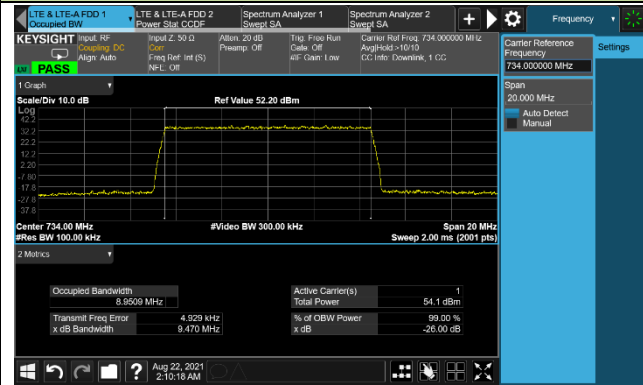 LTE & LTE-A FDD 1
Occupied BW
LTE & LTE-A FDD 2
Power Stat CCDF
Spectrum Analyzer 1
Swept SA
Spectrum Analyzer 2
Swept SA
Frequency
KEYSIGHT
Input: RF
Coupling: DC
Align: Auto
Input Z: 50 Ω
Corr
Freq Ref: Int (S)
NFE: Off
Atten: 20 dB
Preamp: Off
Trig: Free Run
Gate: Off
#IF Gain: Low
Carrier Ref Freq: 734.000000 MHz
Avg|Hold:>10/10
CC Info: Downlink, 1 CC
PASS
Carrier Reference
Frequency
734.000000 MHz
Settings
Span
20.000 MHz
Auto Detect
Manual
1 Graph
Scale/Div 10.0 dB
Ref Value 52.20 dBm
Log
42.2
32.2
22.2
12.2
2.20
-7.80
-17.8
-27.8
-37.8
Center 734.00 MHz
#Video BW 300.00 kHz
Span 20 MHz
#Res BW 100.00 kHz
Sweep 2.00 ms (2001 pts)
2 Metrics
Occupied Bandwidth
8.9509 MHz
Active Carrier(s) 1
Total Power 54.1 dBm
Transmit Freq Error 4.929 kHz
x dB Bandwidth 9.470 MHz
% of OBW Power 99.00 %
x dB -26.00 dB
?
Aug 22, 2021
2:10:18 AM